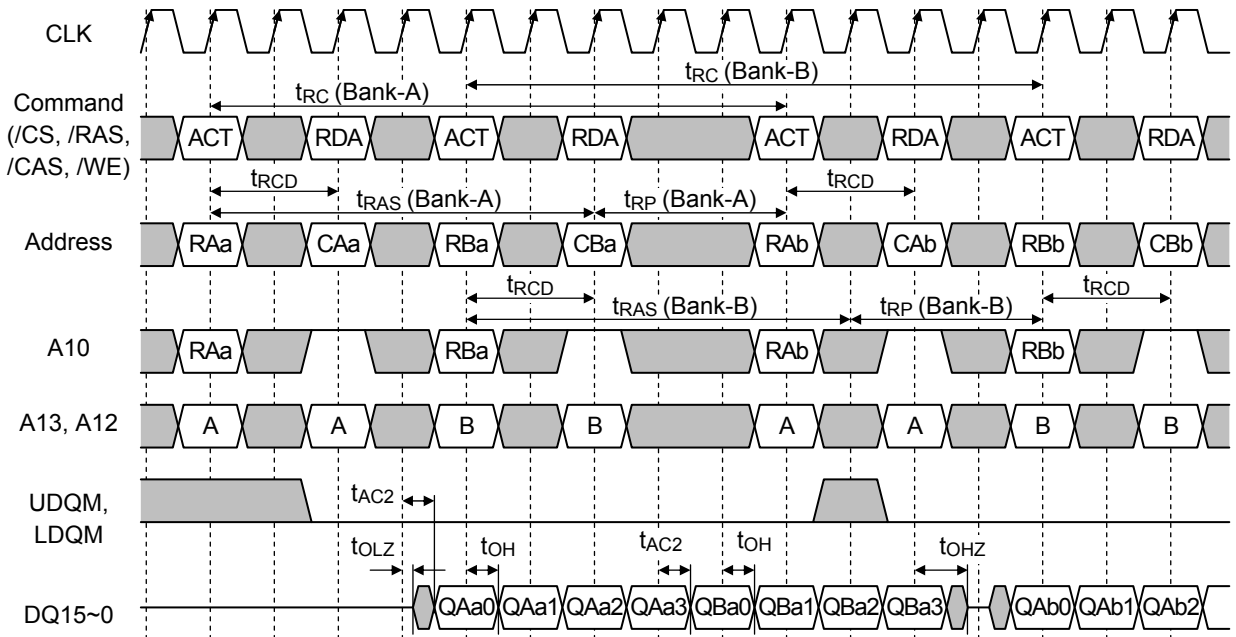 CLK
tRC (Bank-B)
tRC (Bank-A)
Command
(/CS, /RAS,
/CAS, /WE)
ACT RDA ACT RDA ACT RDA ACT RDA
tRCD tRCD
tRAS (Bank-A) tRP (Bank-A)
Address RAa CAa RBa CBa RAb CAb RBb CBb
tRCD tRCD
tRAS (Bank-B) tRP (Bank-B)
A10 RAa RBa RAb RBb
A13, A12 A A B B A A B B
UDQM,
LDQM
tAC2
tOLZ tOH tAC2 tOH tOHZ
DQ15~0 QAa0 QAa1 QAa2 QAa3 QBa0 QBa1 QBa2 QBa3 QAb0 QAb1 QAb2